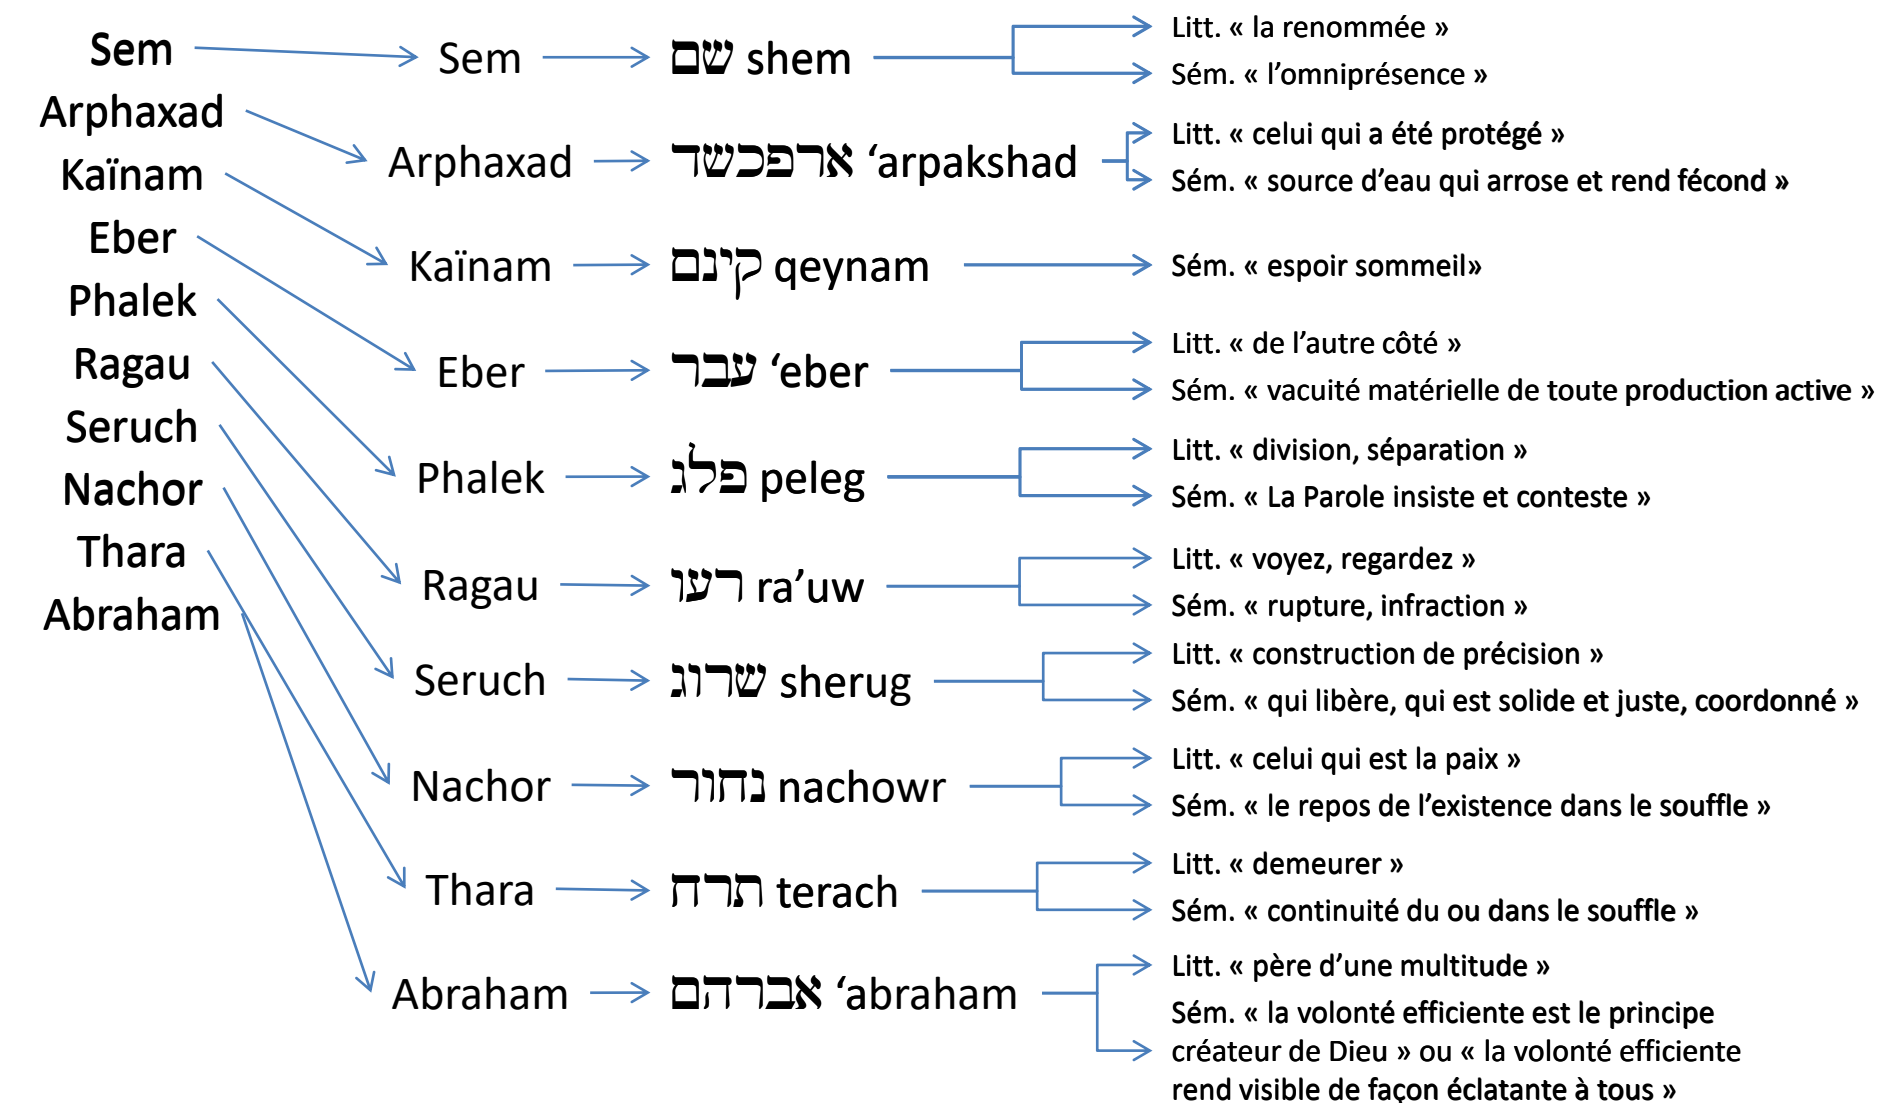 Sem
Arphaxad
Kaïnam
Eber
Phalek
Ragau
Seruch
Nachor
Thara
Abraham
Sem
שם shem
Litt. « la renommée »
Sém. « l’omniprésence »
Arphaxad
ארפכשד ‘arpakshad
Litt. « celui qui a été protégé »
Sém. « source d’eau qui arrose et rend fécond »
Kaïnam
קינם qeynam
Sém. « espoir sommeil»
Eber
עבר ‘eber
Litt. « de l’autre côté »
Sém. « vacuité matérielle de toute production active »
Phalek
פלג peleg
Litt. « division, séparation »
Sém. « La Parole insiste et conteste »
Ragau
רעו ra’uw
Litt. « voyez, regardez »
Sém. « rupture, infraction »
Seruch
שרוג sherug
Litt. « construction de précision »
Sém. « qui libère, qui est solide et juste, coordonné »
Nachor
נחור nachowr
Litt. « celui qui est la paix »
Sém. « le repos de l’existence dans le souffle »
Thara
תרח terach
Litt. « demeurer »
Sém. « continuité du ou dans le souffle »
Abraham
אברהם ‘abraham
Litt. « père d’une multitude »
Sém. « la volonté efficiente est le principe
créateur de Dieu » ou « la volonté efficiente
rend visible de façon éclatante à tous »